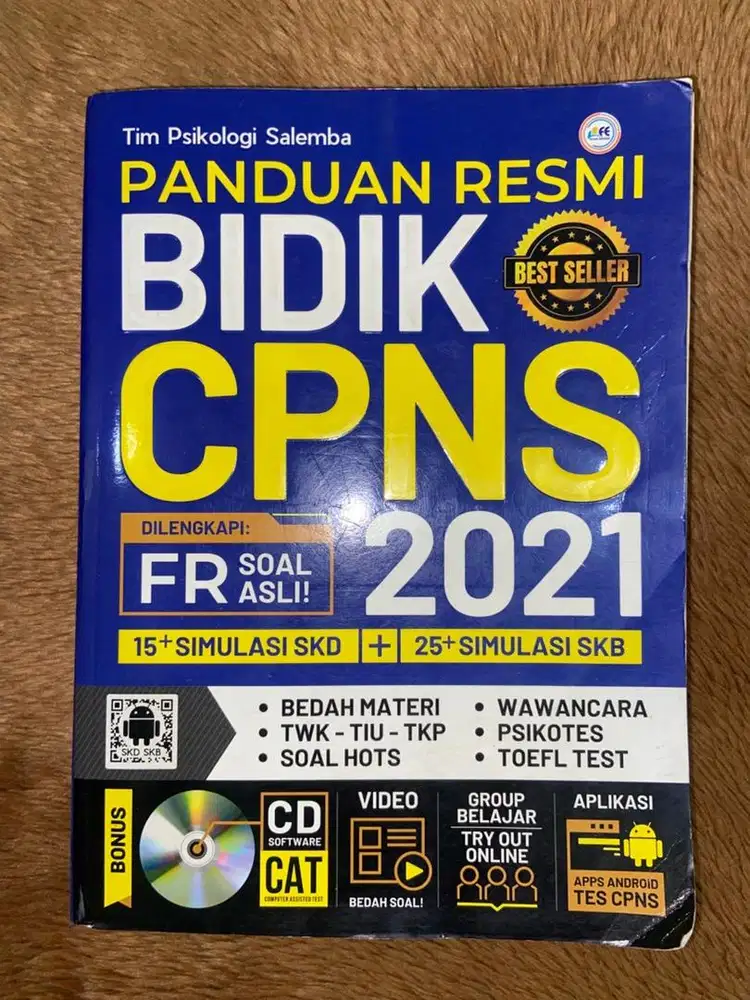 Tim Psikologi Salemba
PANDUAN RESMI
BIDIK
BEST SELLER
CPNS
2021
DILENGKAPI:
FR SOAL ASLI!
15+ SIMULASI SKD + 25+ SIMULASI SKB
SKD SKB
• BEDAH MATERI
• TWK - TIU - TKP
• SOAL HOTS
• WAWANCARA
• PSIKOTES
• TOEFL TEST
BONUS
CD
SOFTWARE
CAT
COMPUTER ASSISTED TEST
VIDEO
BEDAH SOAL!
GROUP
BELAJAR
TRY OUT
ONLINE
APLIKASI
APPS ANDROID
TES CPNS